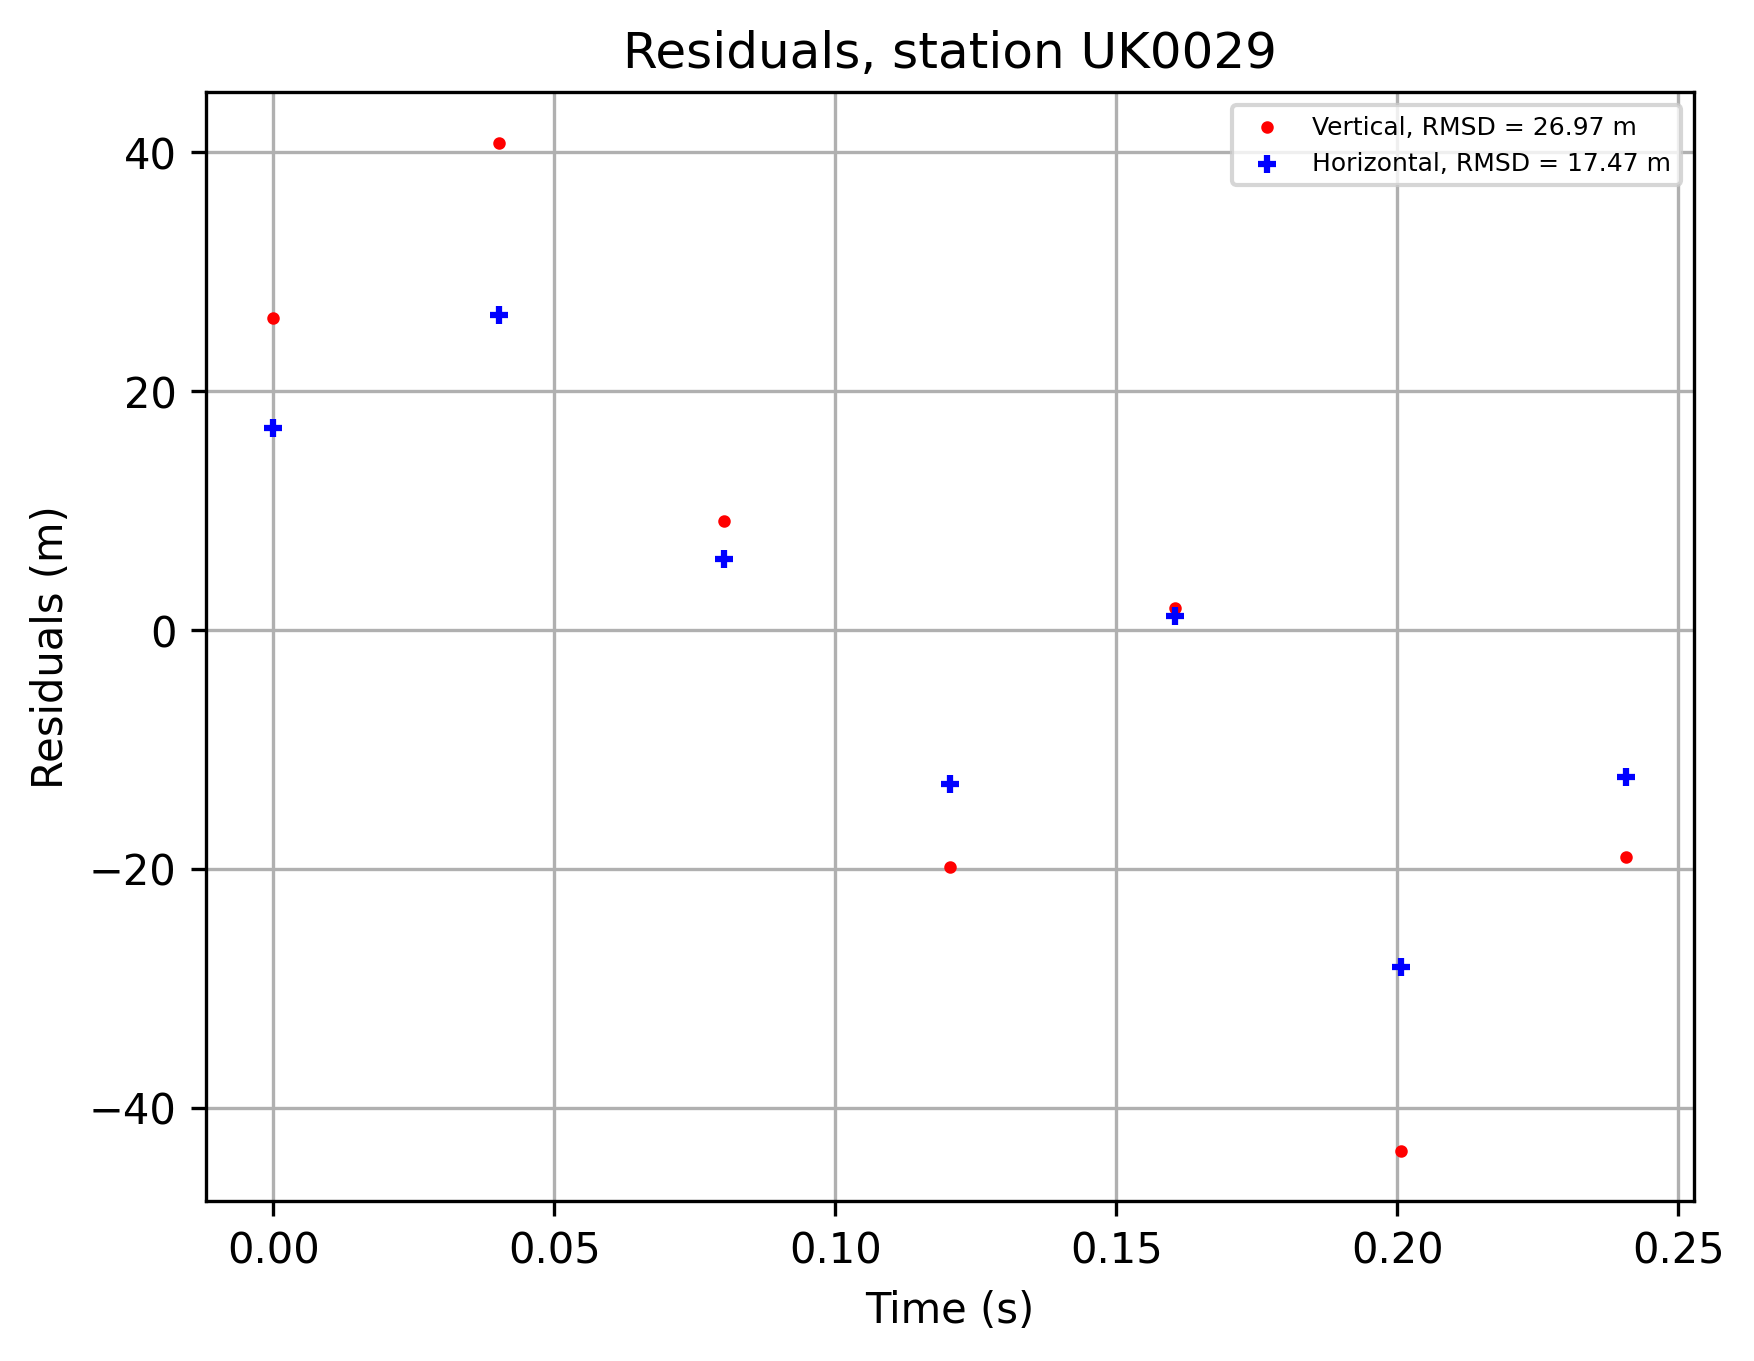 Residuals, station UK0029
Vertical, RMSD = 26.97 m
Horizontal, RMSD = 17.47 m
40
20
0
−20
−40
Residuals (m)
0.00 0.05 0.10 0.15 0.20 0.25
Time (s)